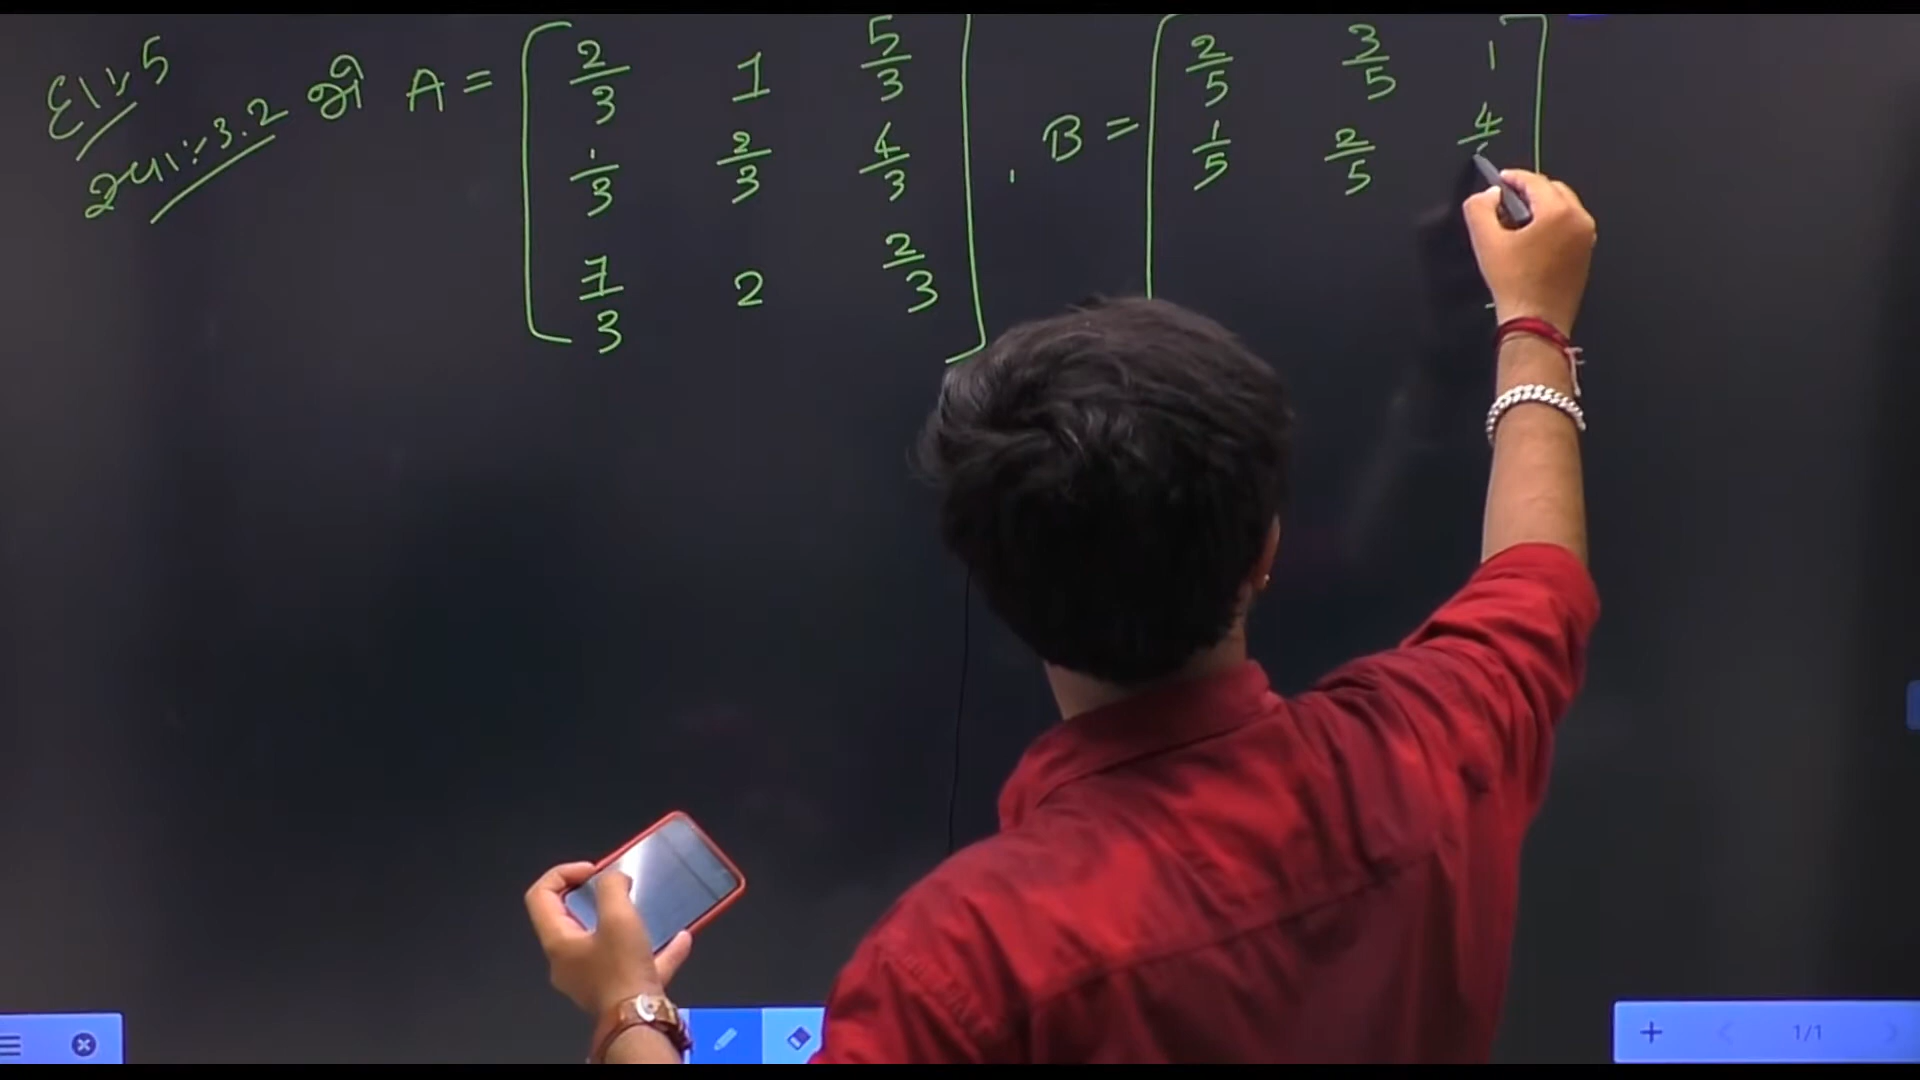 દા.5
સ્વા:-3.2 જો A = [ 2/3 1 5/3 , B = [ 2/5 3/5 1
1/3 2/3 4/3 1/5 2/5 4/
7/3 2 2/3 ]
1/1